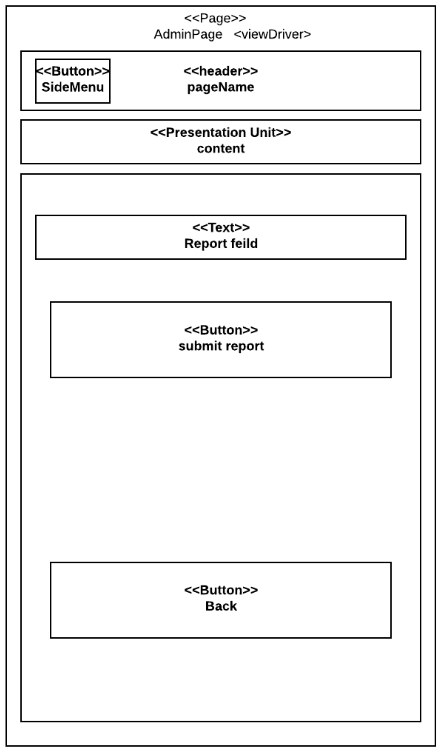 <<Page>>
AdminPage <viewDriver>
<<Button>>
SideMenu
<<header>>
pageName
<<Presentation Unit>>
content
<<Text>>
Report feild
<<Button>>
submit report
<<Button>>
Back